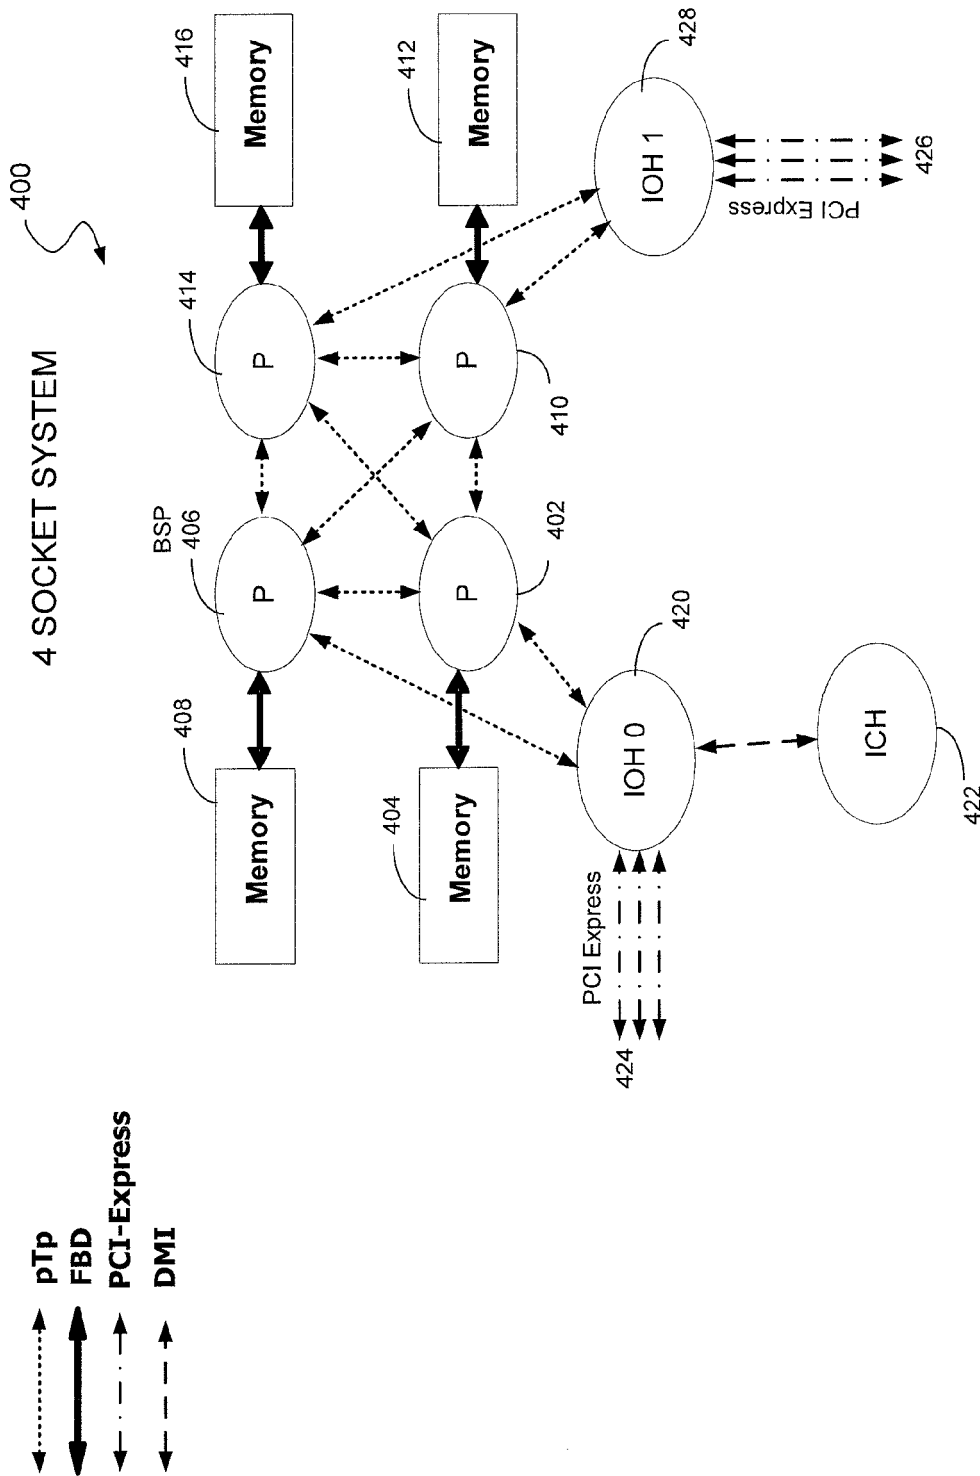 4 SOCKET SYSTEM
400
pTp
FBD
PCI-Express
DMI
408
Memory
BSP
406
P
414
P
416
Memory
404
Memory
P
402
P
410
412
Memory
PCI Express
424
IOH 0
420
IOH 1
428
PCI Express
426
ICH
422